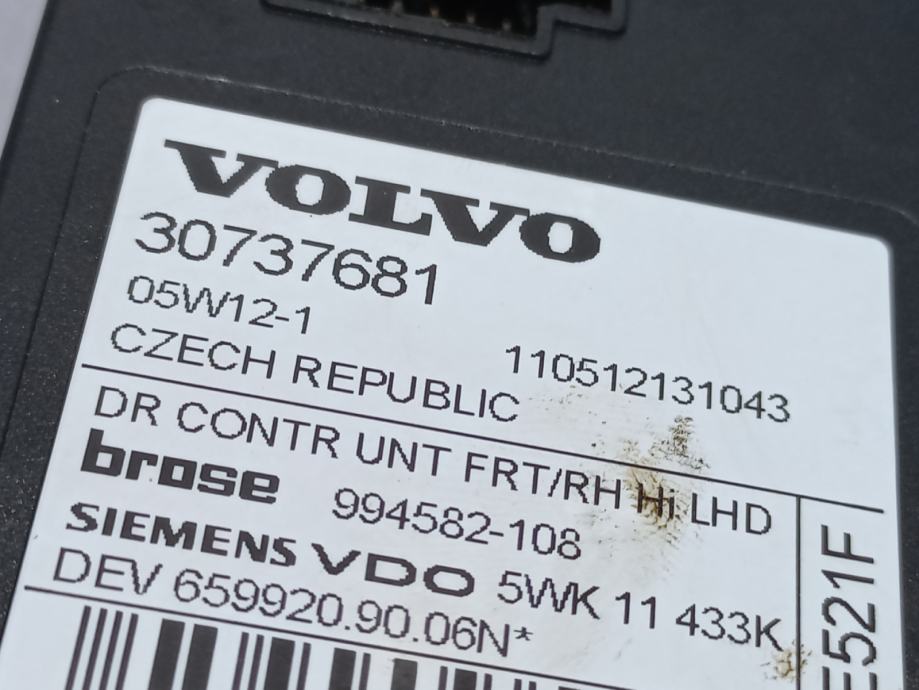 VOLVO
30737681
05W12-1
CZECH REPUBLIC
110512131043
DR CONTR UNT FRT/RH Hi LHD
brose 994582-108
SIEMENS VDO 5WK 11 433K
DEV 659920.90.06N*